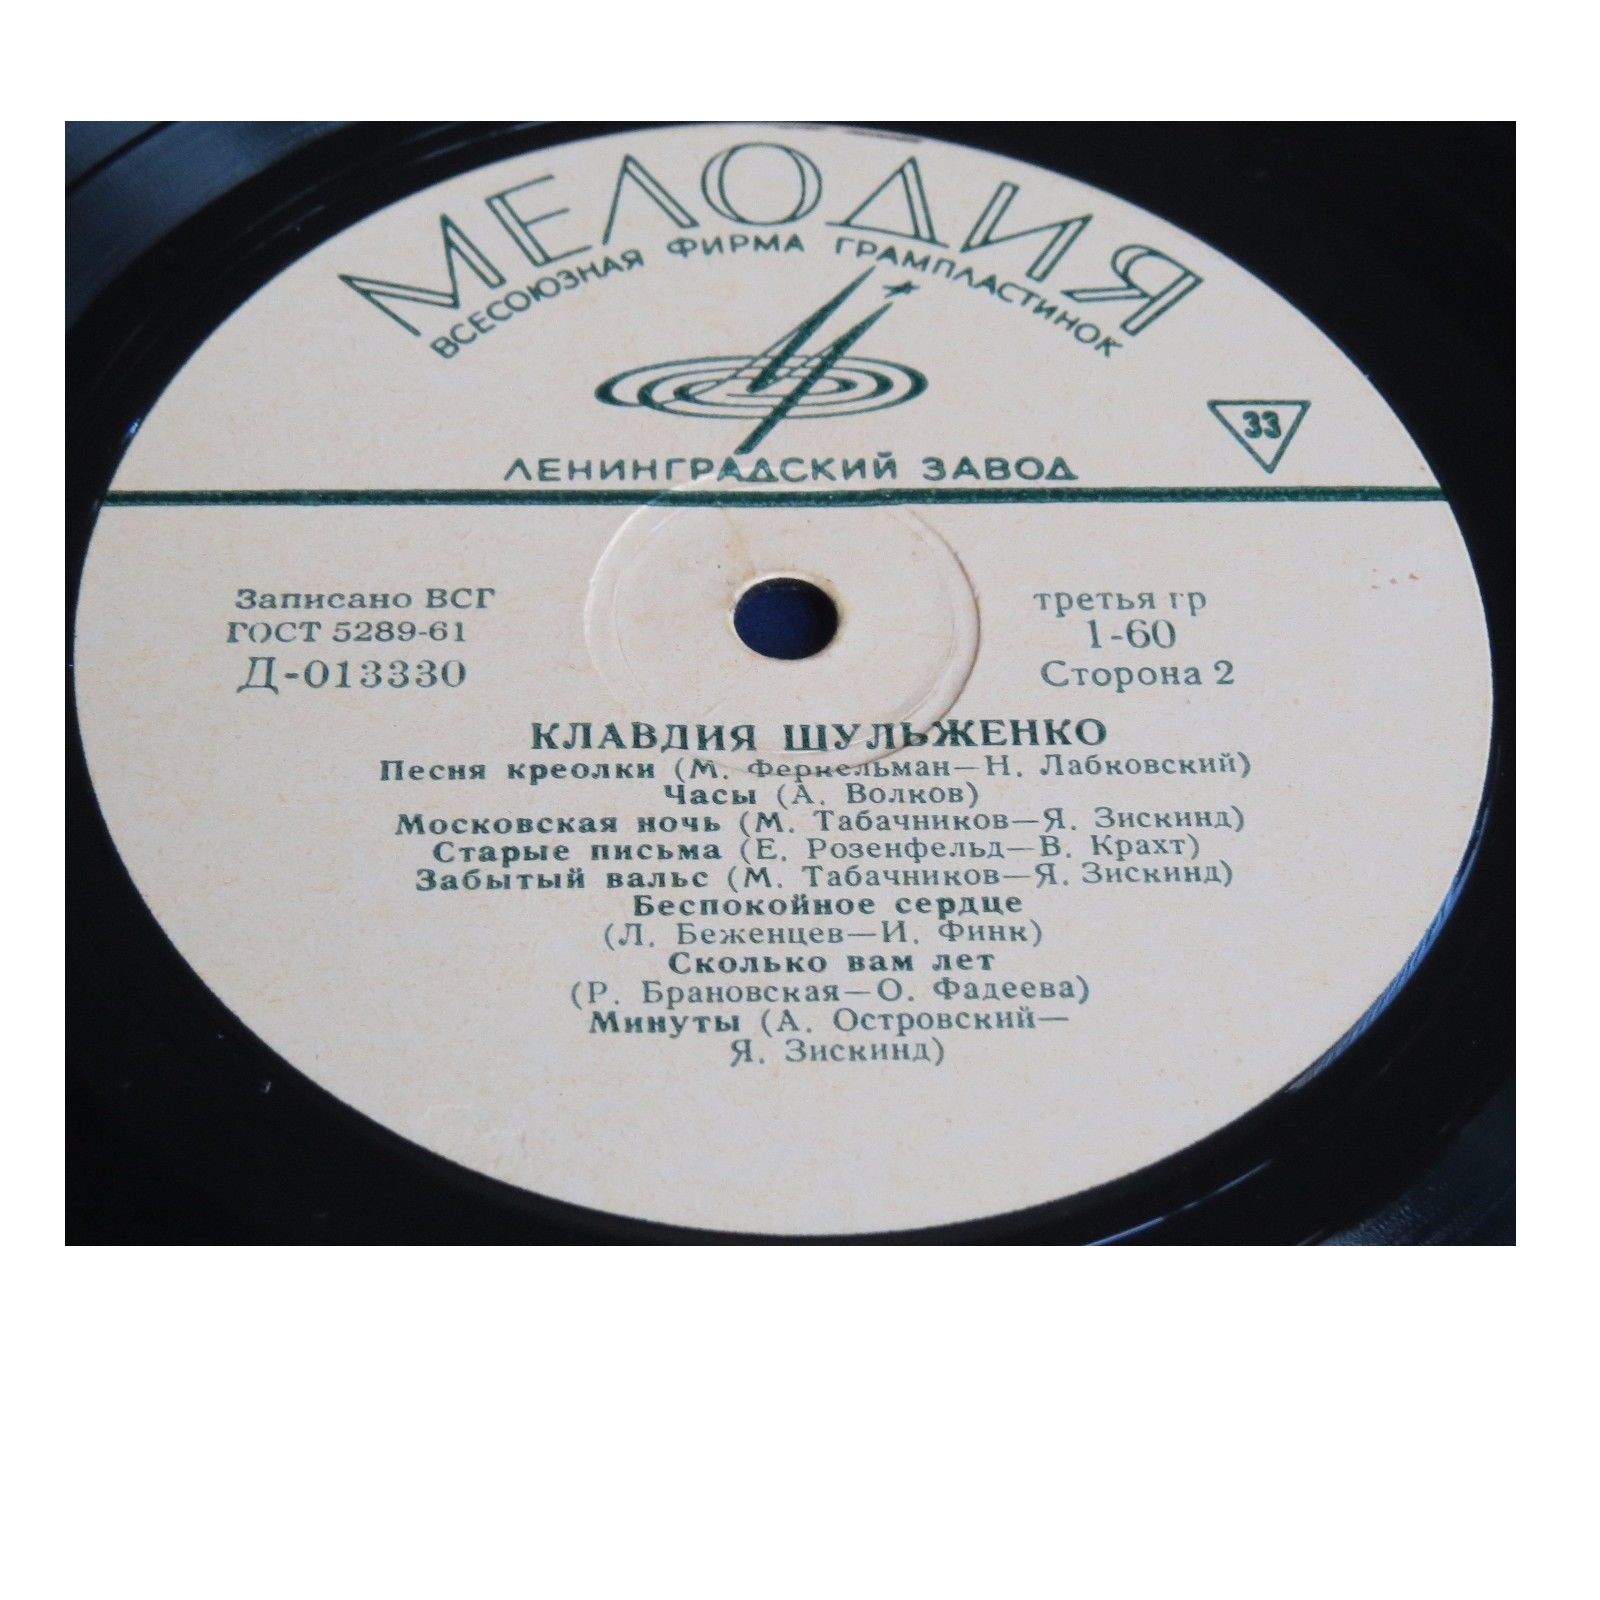 МЕЛОДИЯ
ВСЕСОЮЗНАЯ ФИРМА ГРАМПЛАСТИНОК
33
ЛЕНИНГРАДСКИЙ ЗАВОД
Записано ВСГ
ГОСТ 5289-61
Д-013330
третья гр
1-60
Сторона 2
КЛАВДИЯ ШУЛЬЖЕНКО
Песня креолки (М. Феркельман—Н. Лабковский)
Часы (А. Волков)
Московская ночь (М. Табачников—Я. Зискинд)
Старые письма (Е. Розенфельд—В. Крахт)
Забытый вальс (М. Табачников—Я. Зискинд)
Беспокойное сердце
(Л. Беженцев—И. Финк)
Сколько вам лет
(Р. Брановская—О. Фадеева)
Минуты (А. Островский—
Я. Зискинд)